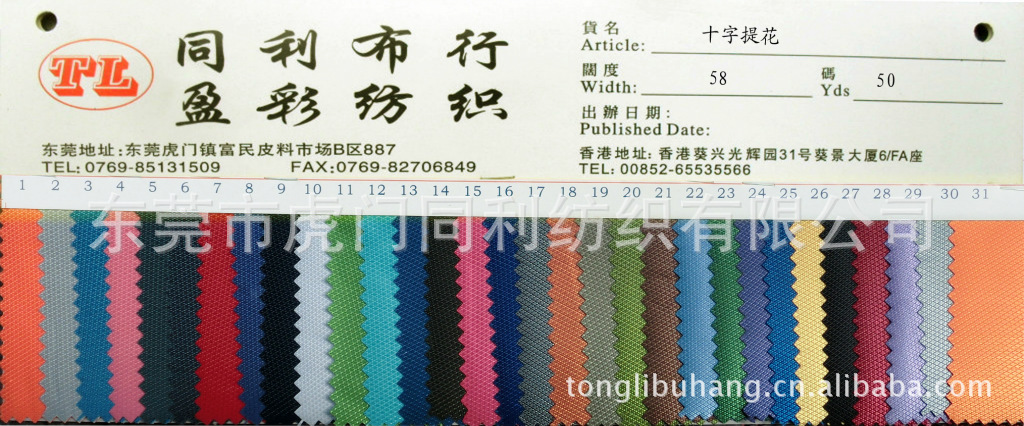 TL
同利布行
盈彩纺织
东莞地址:东莞虎门镇富民皮料市场B区887
TEL:0769-85131509 FAX:0769-82706849
貨名
Article: 十字提花
闊度 碼
Width: 58 Yds 50
出辦日期:
Published Date:
香港地址: 香港葵兴光辉园31号葵景大厦6/FA座
TEL: 00852-65535566
1 2 3 4 5 6 7 8 9 10 11 12 13 14 15 16 17 18 19 20 21 22 23 24 25 26 27 28 29 30 31
东莞市虎门同利纺织有限公司
tonglibuhang.cn.alibaba.com